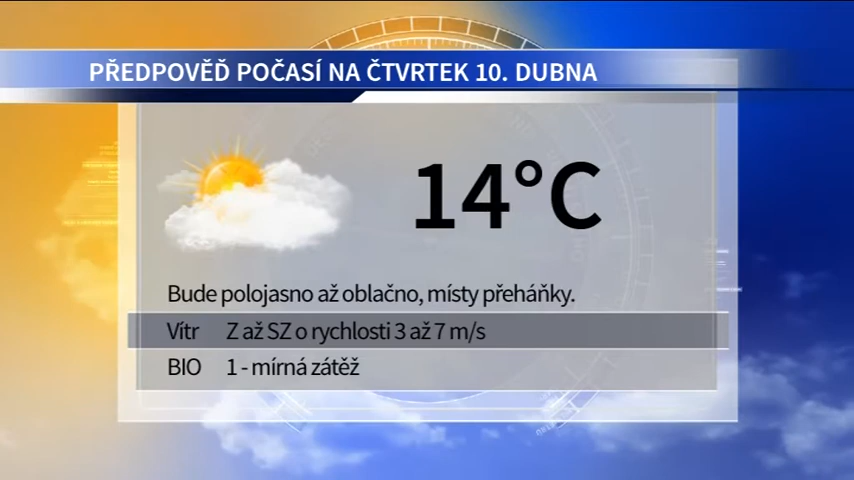 PŘEDPOVĚĎ POČASÍ NA ČTVRTEK 10. DUBNA
14°C
Bude polojasno až oblačno, místy přeháňky.
Vítr Z až SZ o rychlosti 3 až 7 m/s
BIO 1 - mírná zátěž